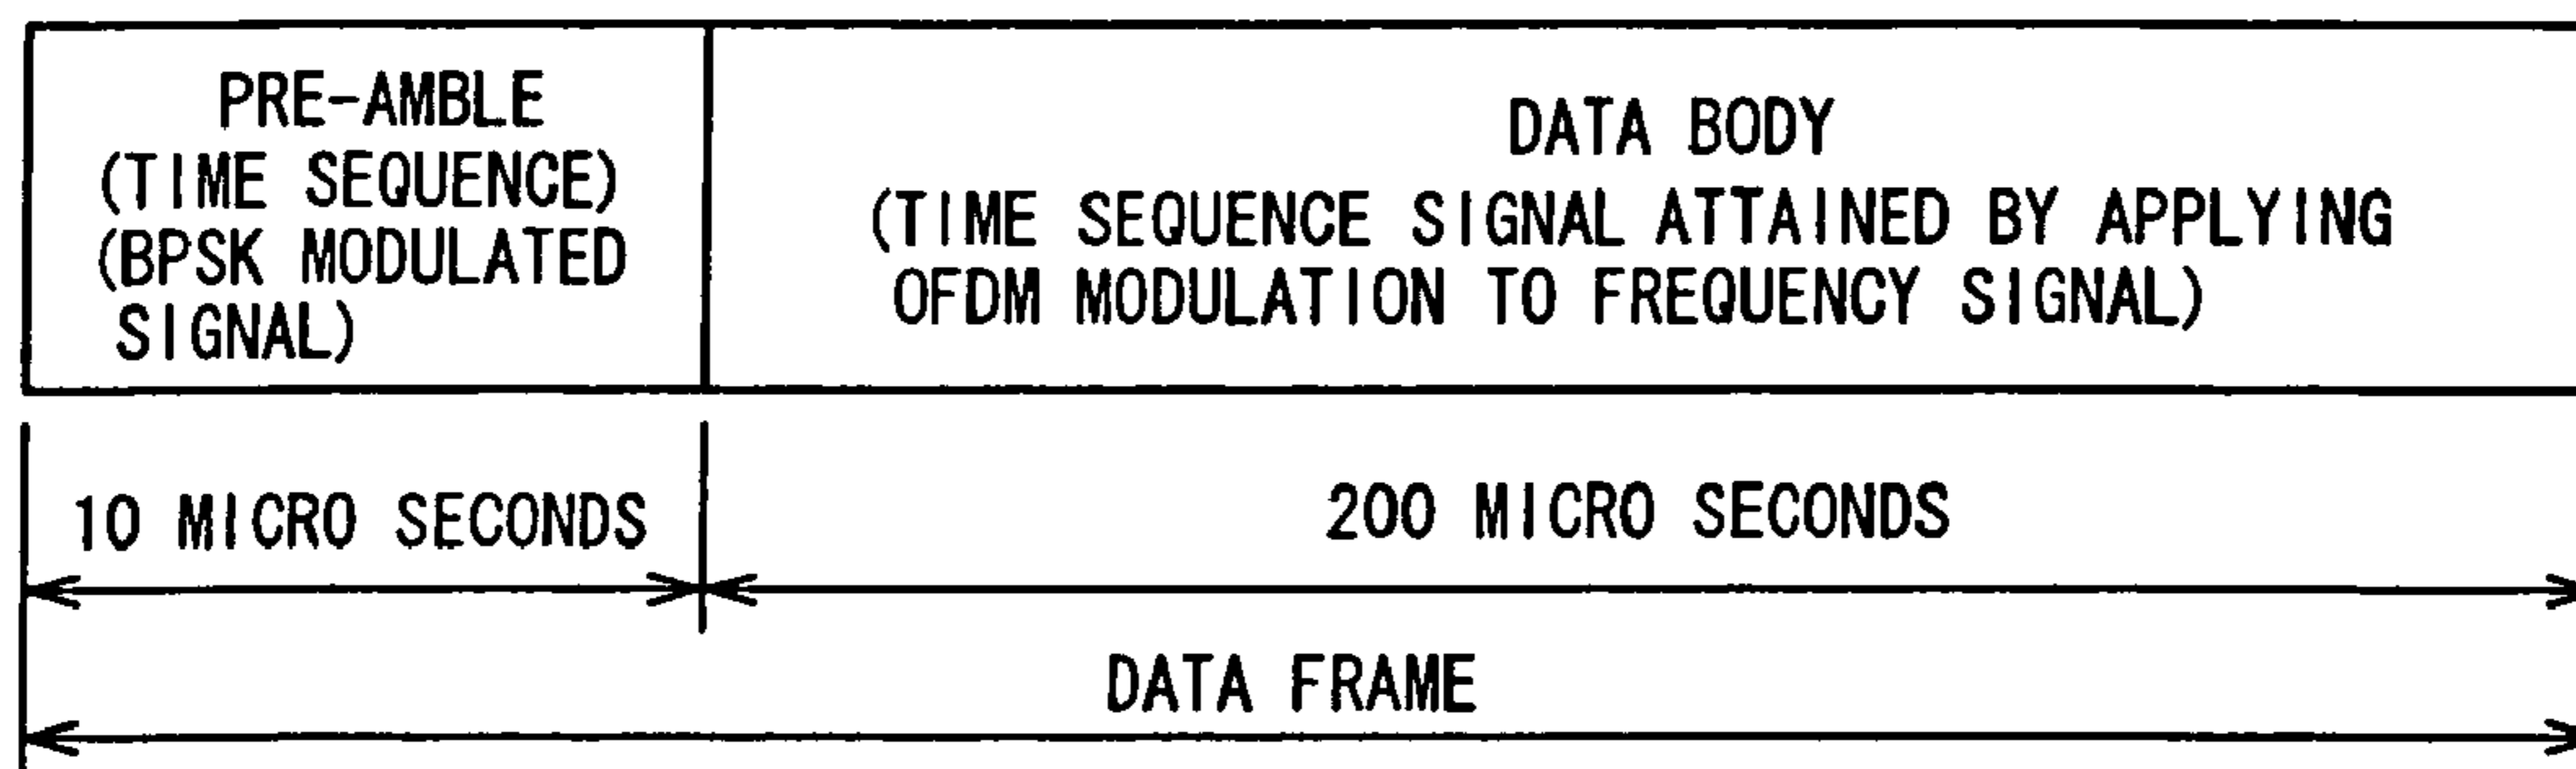 PRE-AMBLE
(TIME SEQUENCE)
(BPSK MODULATED
SIGNAL)
DATA BODY
(TIME SEQUENCE SIGNAL ATTAINED BY APPLYING
OFDM MODULATION TO FREQUENCY SIGNAL)
10 MICRO SECONDS
200 MICRO SECONDS
DATA FRAME